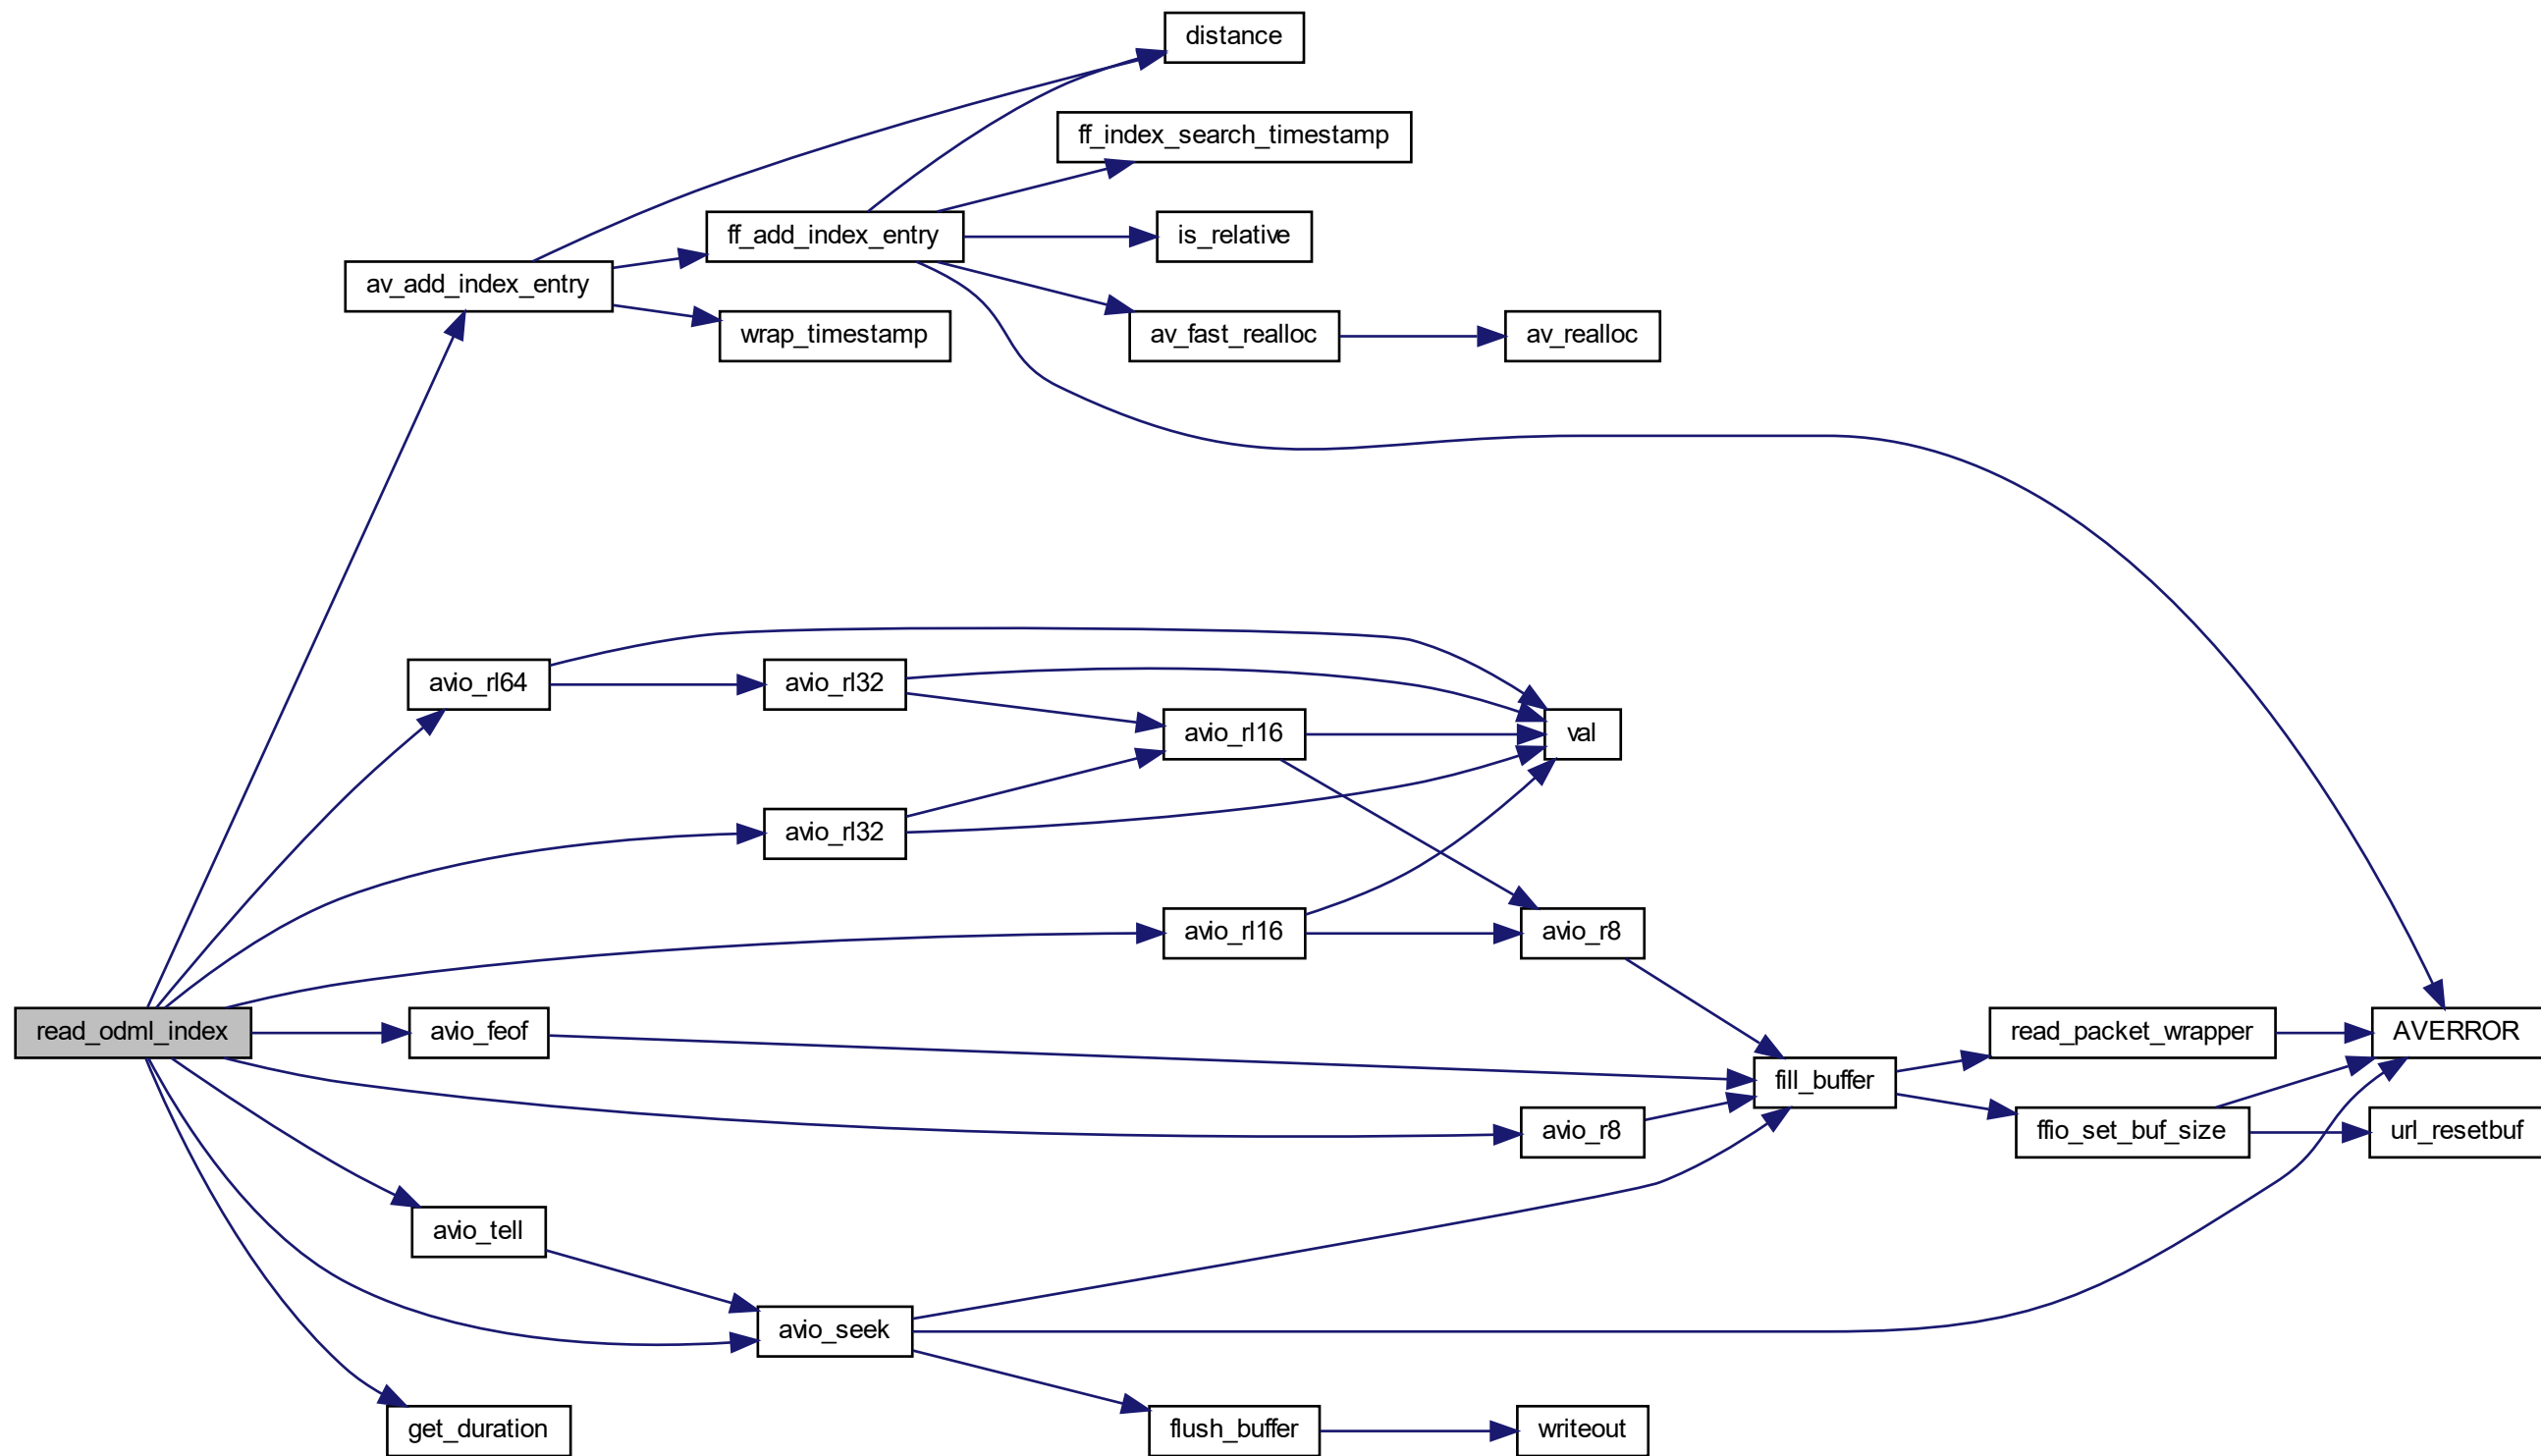 distance
ff_index_search_timestamp
ff_add_index_entry
is_relative
av_add_index_entry
wrap_timestamp
av_fast_realloc
av_realloc
avio_rl64
avio_rl32
avio_rl16
val
avio_rl32
avio_rl16
avio_r8
read_odml_index
avio_feof
read_packet_wrapper
AVERROR
fill_buffer
avio_r8
ffio_set_buf_size
url_resetbuf
avio_tell
avio_seek
get_duration
flush_buffer
writeout